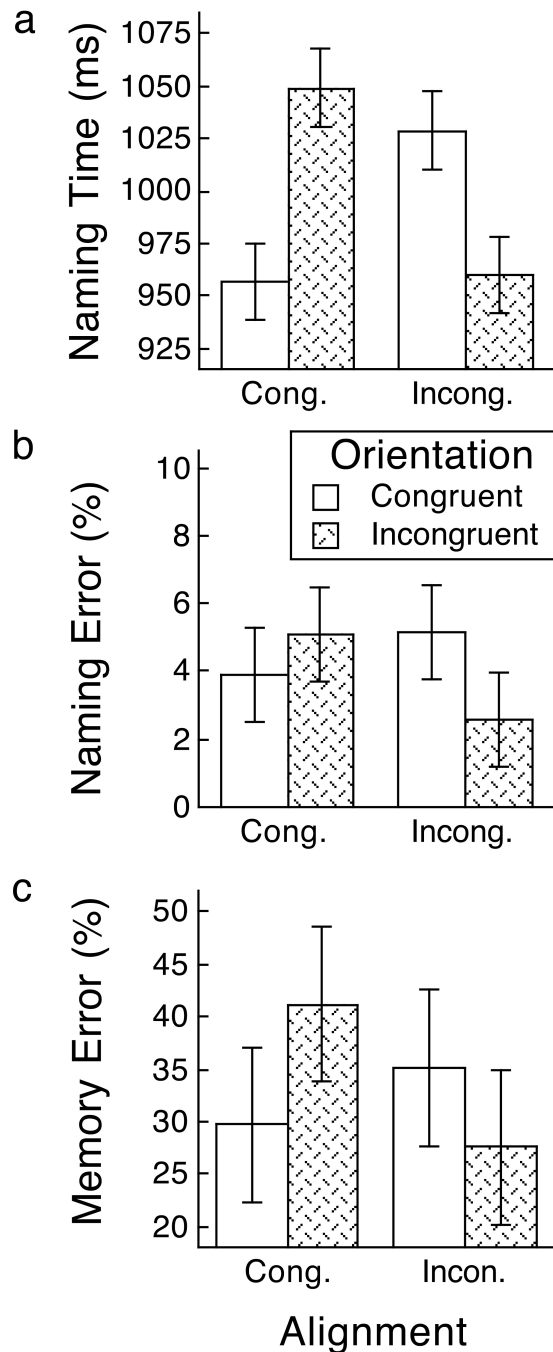 a
Naming Time (ms)
1075
1050
1025
1000
975
950
925
Cong. Incong.
b
Naming Error (%)
10
8
6
4
2
0
Orientation
Congruent
Incongruent
Cong. Incong.
c
Memory Error (%)
50
45
40
35
30
25
20
Cong. Incon.
Alignment